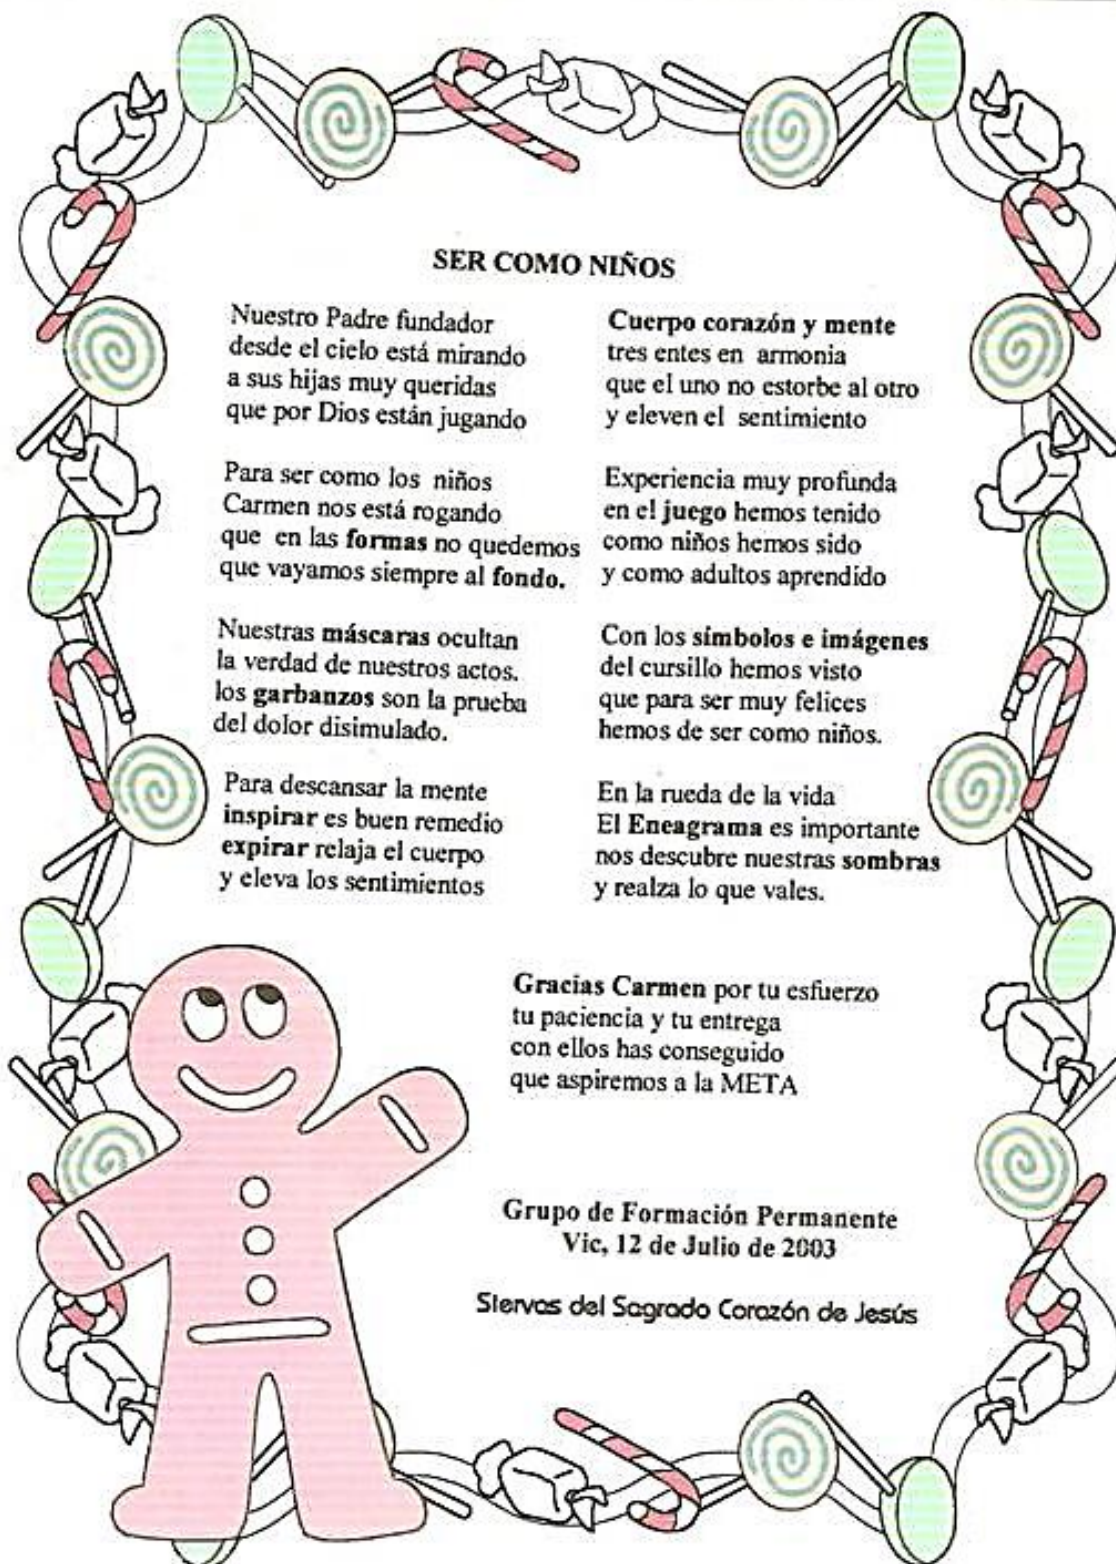 SER COMO NIÑOS
Nuestro Padre fundador
desde el cielo está mirando
a sus hijas muy queridas
que por Dios están jugando
Para ser como los niños
Carmen nos está rogando
que en las formas no quedemos
que vayamos siempre al fondo.
Nuestras máscaras ocultan
la verdad de nuestros actos.
los garbanzos son la prueba
del dolor disimulado.
Para descansar la mente
inspirar es buen remedio
expirar relaja el cuerpo
y eleva los sentimientos
Cuerpo corazón y mente
tres entes en armonia
que el uno no estorbe al otro
y eleven el sentimiento
Experiencia muy profunda
en el juego hemos tenido
como niños hemos sido
y como adultos aprendido
Con los símbolos e imágenes
del cursillo hemos visto
que para ser muy felices
hemos de ser como niños.
En la rueda de la vida
El Eneagrama es importante
nos descubre nuestras sombras
y realza lo que vales.
Gracias Carmen por tu esfuerzo
tu paciencia y tu entrega
con ellos has conseguido
que aspiremos a la META
Grupo de Formación Permanente
Vic, 12 de Julio de 2003
Siervas del Sagrado Corazón de Jesús